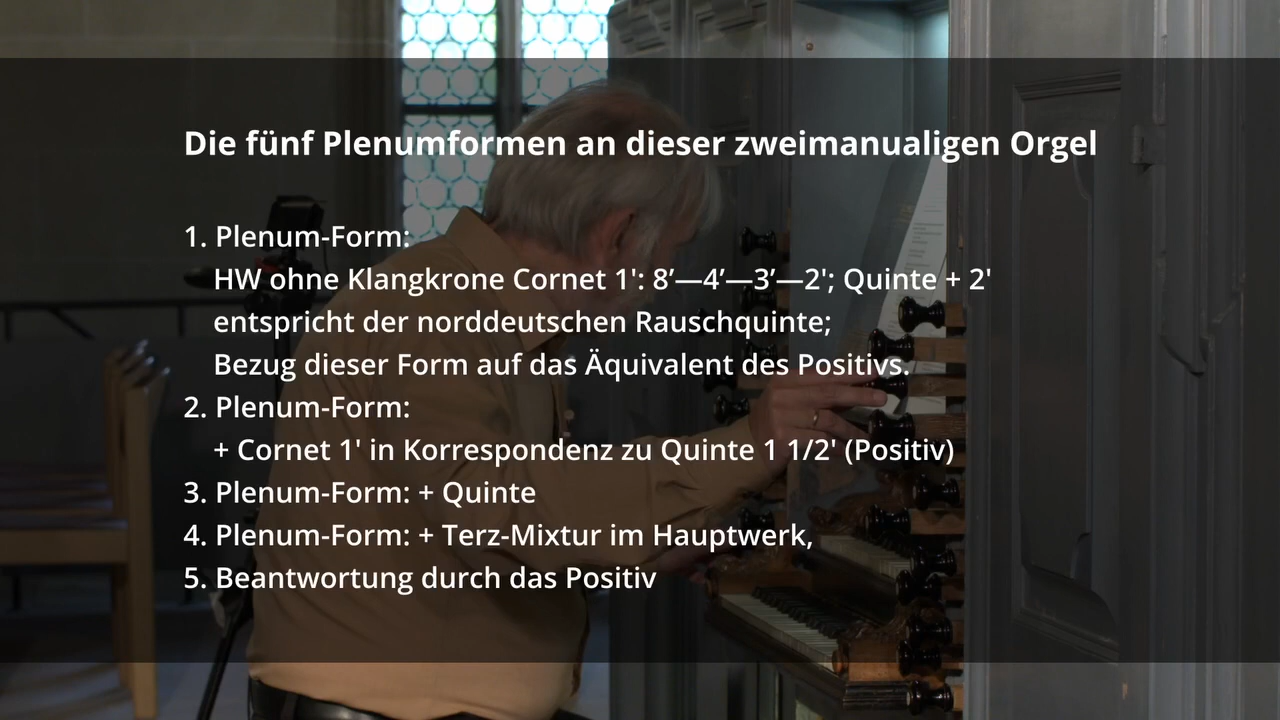 Die fünf Plenumformen an dieser zweimanualigen Orgel
1. Plenum-Form:
HW ohne Klangkrone Cornet 1': 8’—4’—3’—2'; Quinte + 2'
entspricht der norddeutschen Rauschquinte;
Bezug dieser Form auf das Äquivalent des Positivs.
2. Plenum-Form:
+ Cornet 1' in Korrespondenz zu Quinte 1 1/2' (Positiv)
3. Plenum-Form: + Quinte
4. Plenum-Form: + Terz-Mixtur im Hauptwerk,
5. Beantwortung durch das Positiv